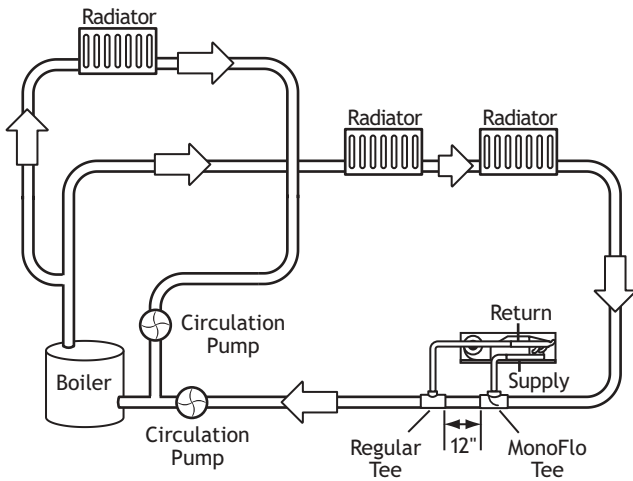 Radiator
Radiator
Radiator
Return
Circulation
Pump
Supply
Boiler
Circulation
Pump
Regular
Tee
12"
MonoFlo
Tee